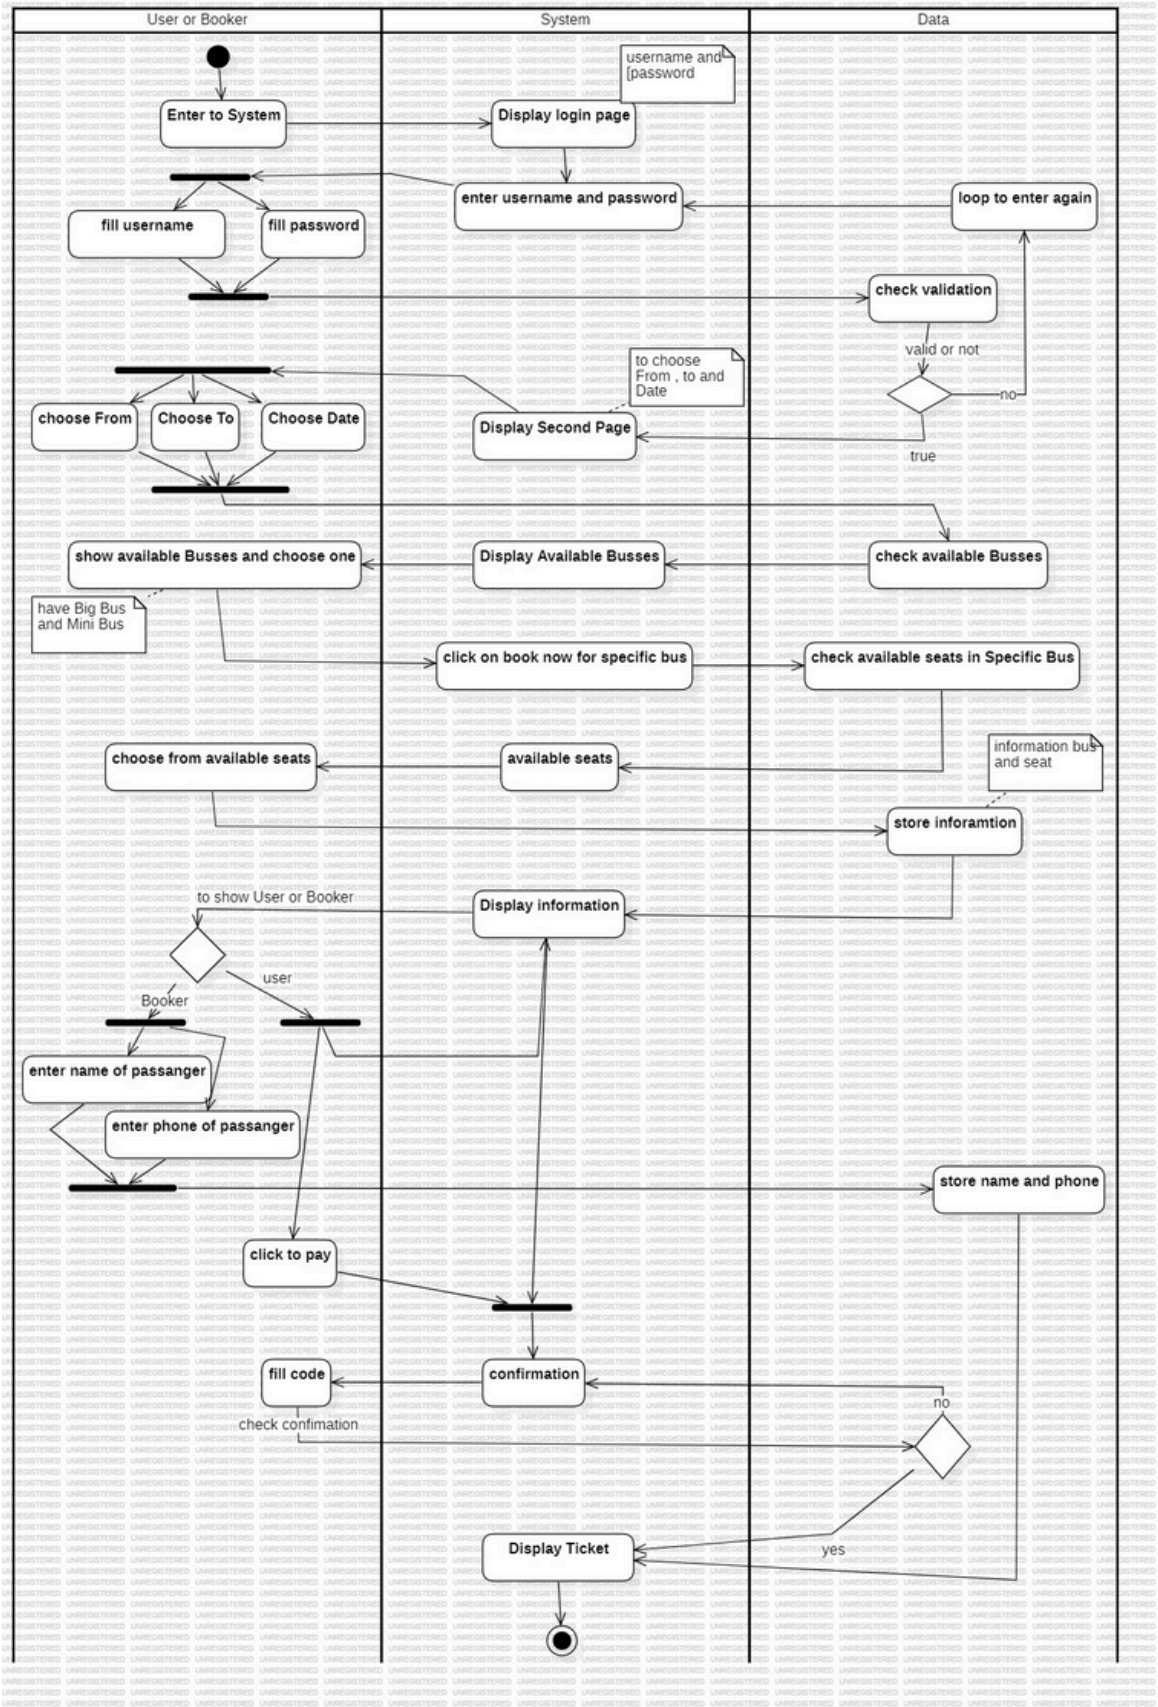 User or Booker
System
Data
username and
[password
Enter to System
Display login page
enter username and password
loop to enter again
fill username
fill password
check validation
valid or not
no
to choose
From , to and
Date
choose From
Choose To
Choose Date
Display Second Page
true
show available Busses and choose one
Display Available Busses
check available Busses
have Big Bus
and Mini Bus
click on book now for specific bus
check available seats in Specific Bus
choose from available seats
available seats
information bus
and seat
store inforamtion
to show User or Booker
Display information
user
Booker
enter name of passanger
enter phone of passanger
store name and phone
click to pay
fill code
confirmation
no
check confimation
yes
Display Ticket
UNREGISTERED